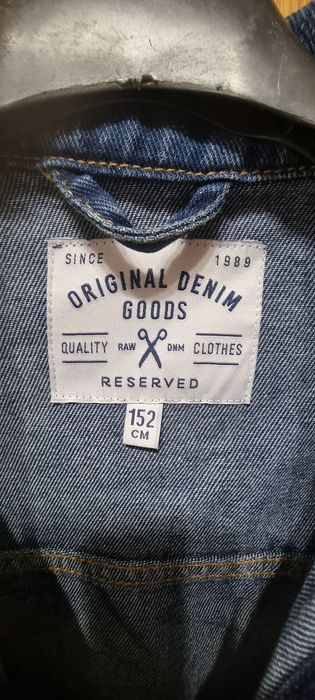 SINCE 1989
ORIGINAL DENIM
GOODS
QUALITY RAW DNM CLOTHES
RESERVED
152
CM